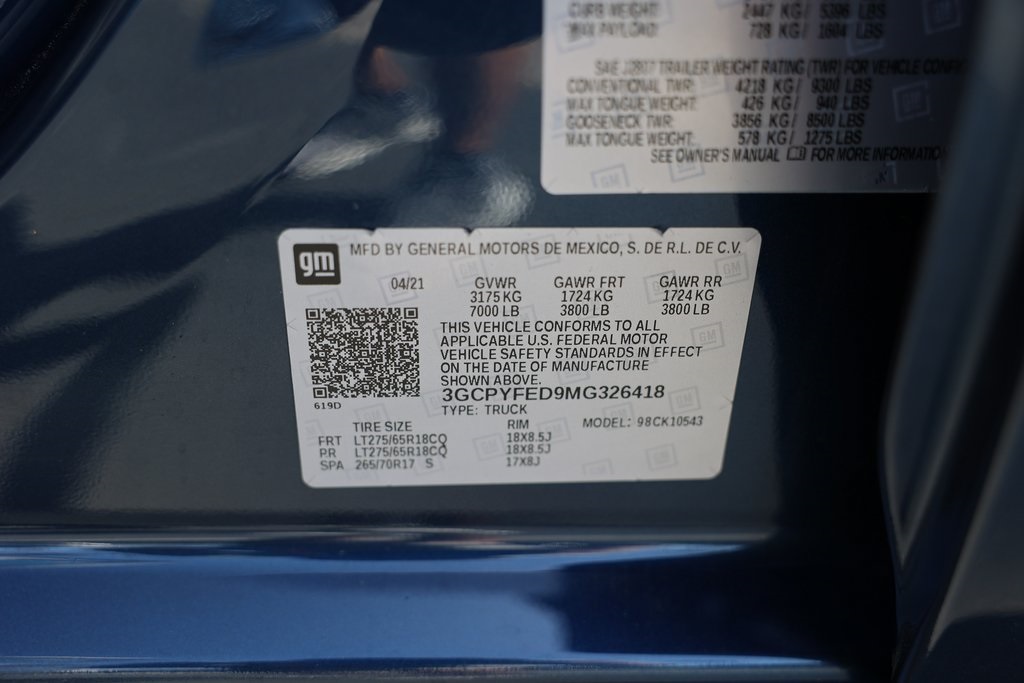 CURB WEIGHT: 2447 KG/ 5396 LBS
MAX PAYLOAD: 728 KG/ 1604 LBS
SAE J2807 TRAILER WEIGHT RATING (TWR) FOR VEHICLE
CONVENTIONAL TWR: 4218 KG/ 9300 LBS
MAX TONGUE WEIGHT: 426 KG/ 940 LBS
GOOSENECK TWR: 3856 KG/ 8500 LBS
MAX TONGUE WEIGHT: 578 KG/ 1275 LBS
SEE OWNER'S MANUAL FOR MORE INFORMATION
gm MFD BY GENERAL MOTORS DE MEXICO, S. DE R.L. DE C.V.
04/21 GVWR GAWR FRT GAWR RR
3175 KG 1724 KG 1724 KG
7000 LB 3800 LB 3800 LB
THIS VEHICLE CONFORMS TO ALL
APPLICABLE U.S. FEDERAL MOTOR
VEHICLE SAFETY STANDARDS IN EFFECT
ON THE DATE OF MANUFACTURE
SHOWN ABOVE.
3GCPYFED9MG326418
619D
TYPE: TRUCK
MODEL: 98CK10543
TIRE SIZE RIM
FRT LT275/65R18CQ 18X8.5J
RR LT275/65R18CQ 18X8.5J
SPA 265/70R17 S 17X8J